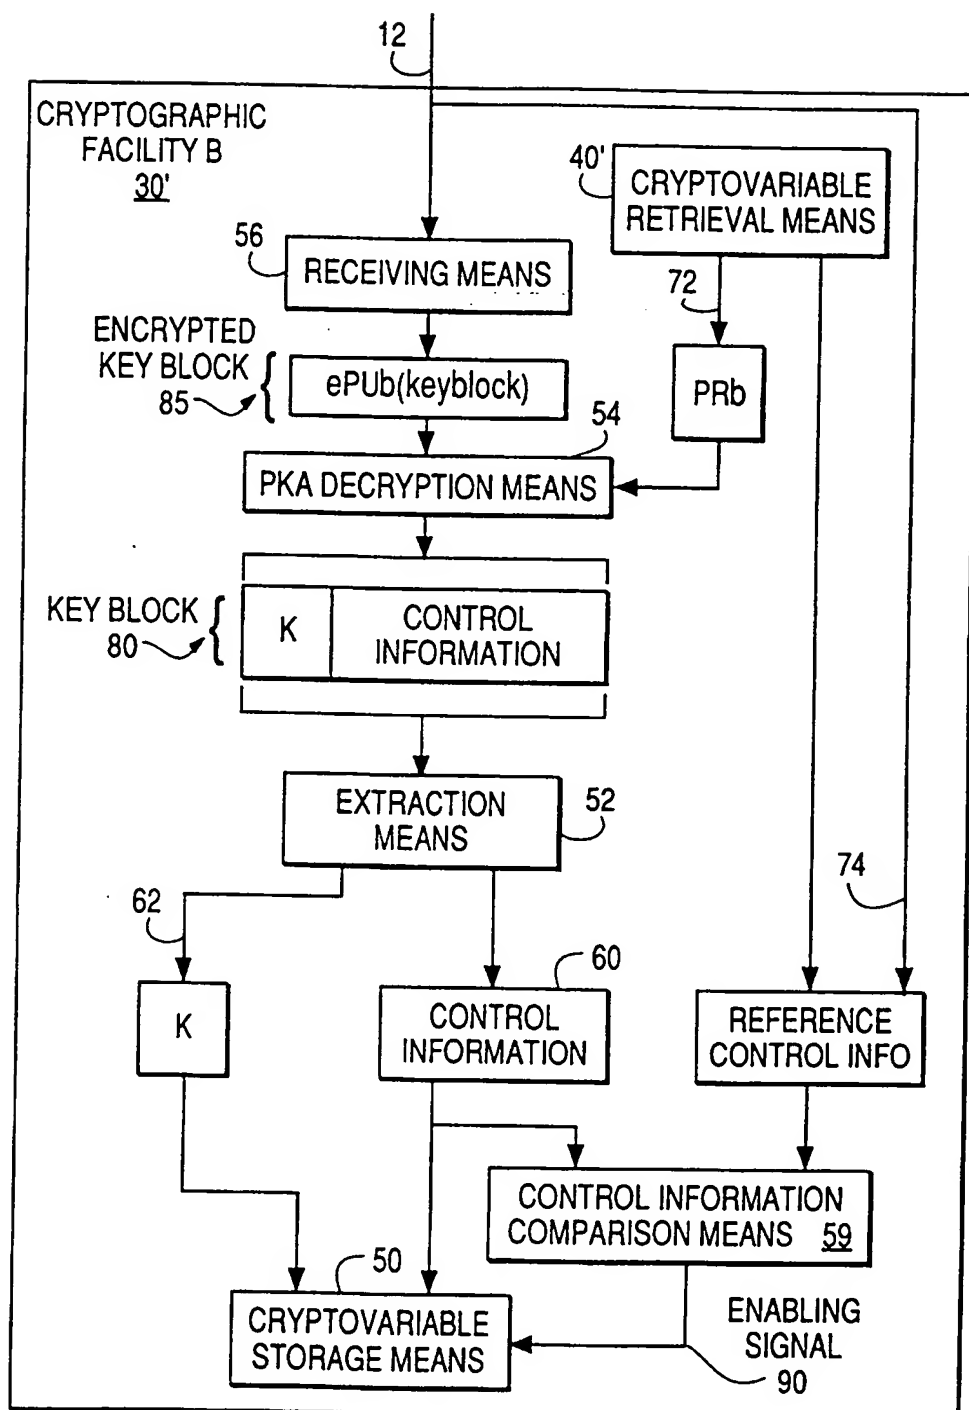 12
CRYPTOGRAPHIC
FACILITY B
30'
40'
CRYPTOVARIABLE
RETRIEVAL MEANS
56
RECEIVING MEANS
72
ENCRYPTED
KEY BLOCK
85
ePUb(keyblock)
PRb
54
PKA DECRYPTION MEANS
KEY BLOCK
80
K
CONTROL
INFORMATION
EXTRACTION
MEANS
52
62
74
60
K
CONTROL
INFORMATION
REFERENCE
CONTROL INFO
CONTROL INFORMATION
COMPARISON MEANS 59
50
CRYPTOVARIABLE
STORAGE MEANS
ENABLING
SIGNAL
90